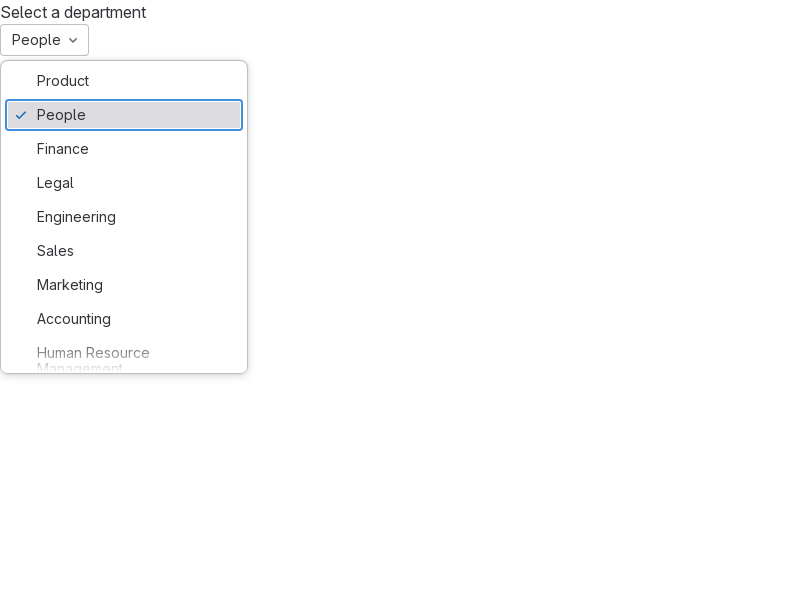 Select a department
People
Product
People
Finance
Legal
Engineering
Sales
Marketing
Accounting
Human Resource
Management